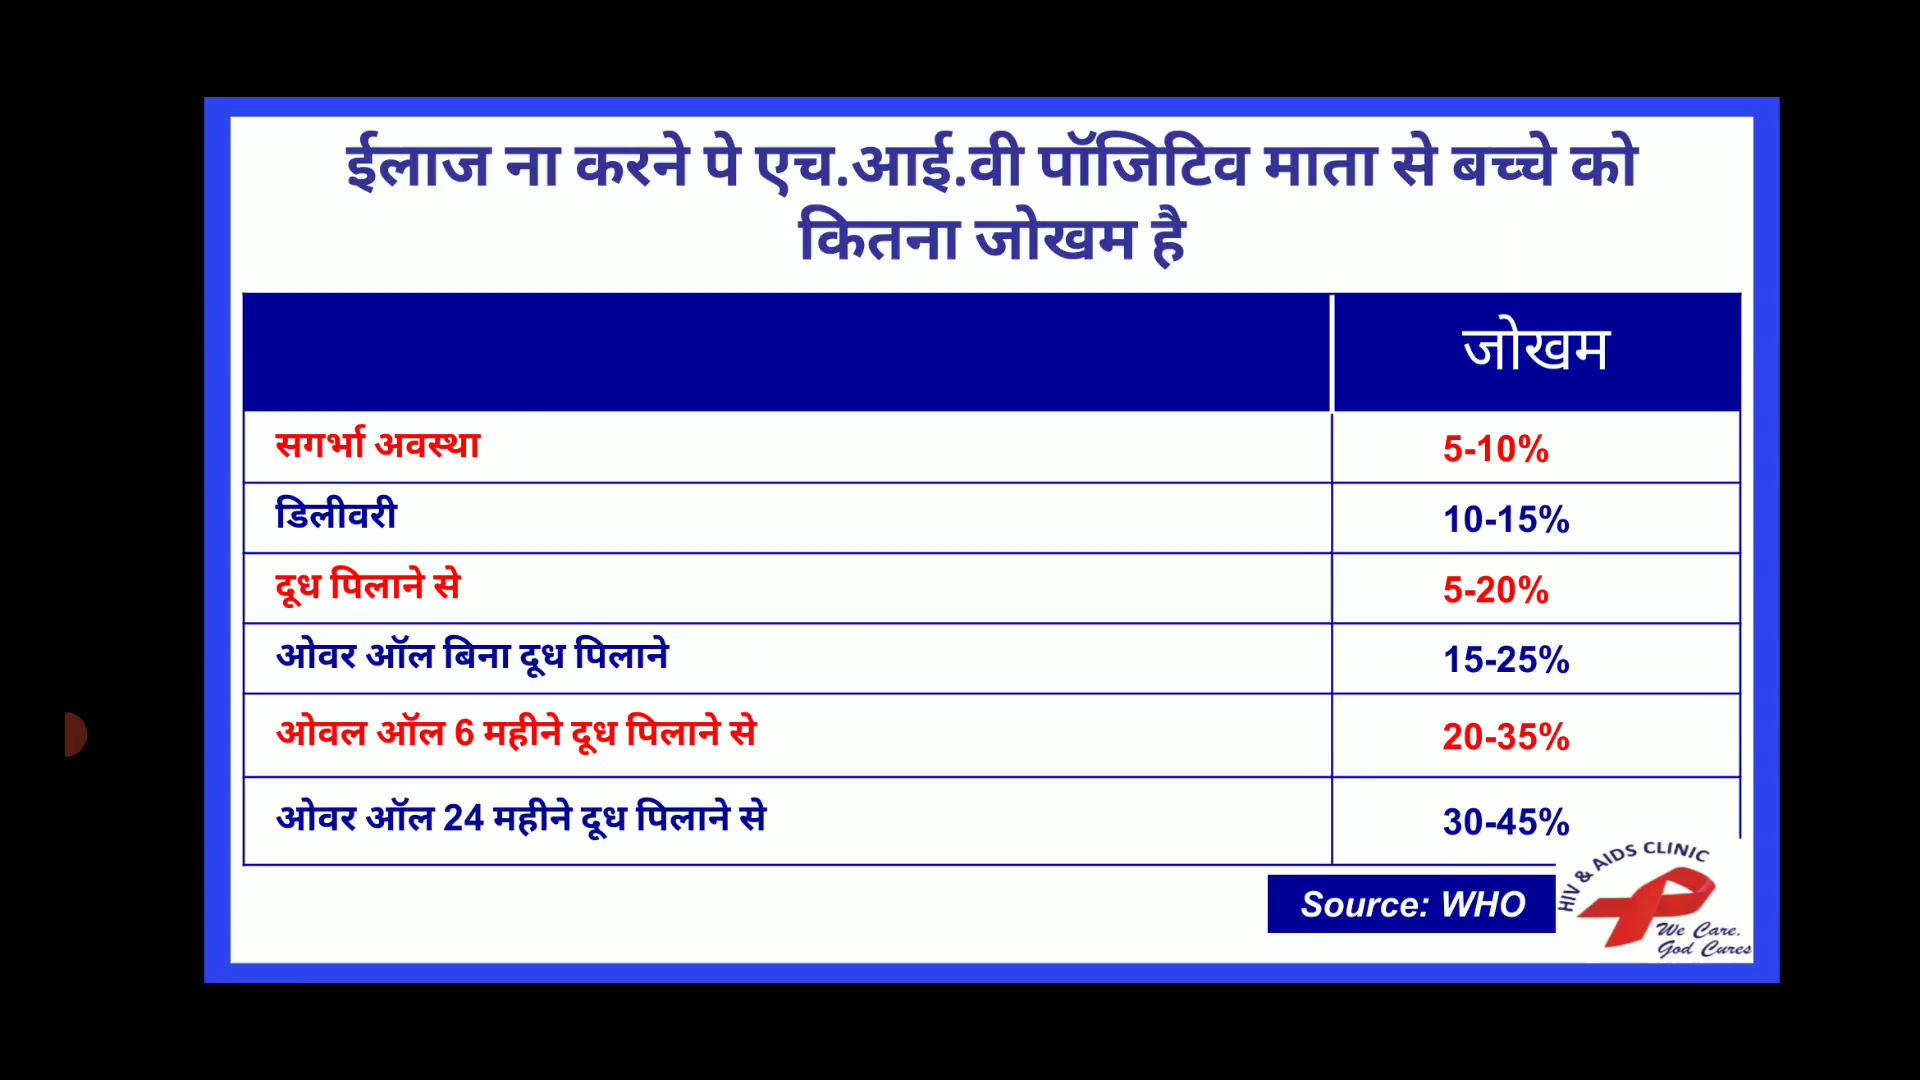 ईलाज ना करने पे एच.आई.वी पॉजिटिव माता से बच्चे को
कितना जोखम है
जोखम
सगर्भा अवस्था 5-10%
डिलीवरी 10-15%
दूध पिलाने से 5-20%
ओवर ऑल बिना दूध पिलाने 15-25%
ओवल ऑल 6 महीने दूध पिलाने से 20-35%
ओवर ऑल 24 महीने दूध पिलाने से 30-45%
Source: WHO
HIV & AIDS CLINIC
We Care.
God Cures